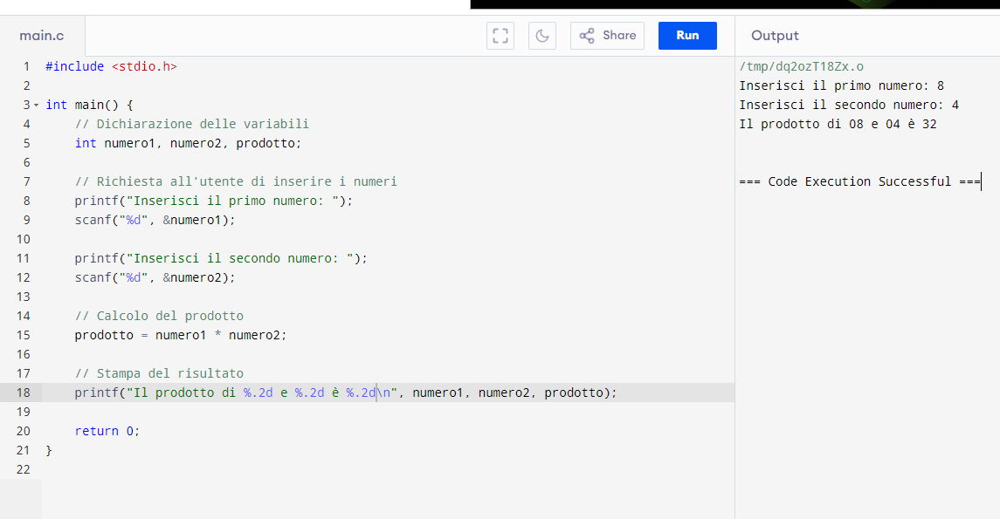 main.c
Share
Run
Output
1 #include <stdio.h>
2
3 int main() {
4     // Dichiarazione delle variabili
5     int numero1, numero2, prodotto;
6
7     // Richiesta all'utente di inserire i numeri
8     printf("Inserisci il primo numero: ");
9     scanf("%d", &numero1);
10
11     printf("Inserisci il secondo numero: ");
12     scanf("%d", &numero2);
13
14     // Calcolo del prodotto
15     prodotto = numero1 * numero2;
16
17     // Stampa del risultato
18     printf("Il prodotto di %.2d e %.2d è %.2d\n", numero1, numero2, prodotto);
19
20     return 0;
21 }
22
/tmp/dq2ozT18Zx.o
Inserisci il primo numero: 8
Inserisci il secondo numero: 4
Il prodotto di 08 e 04 è 32
=== Code Execution Successful ===